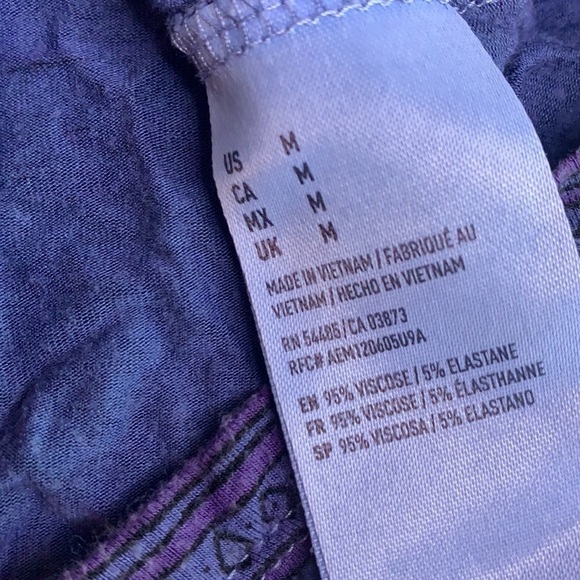 US M
CA M
MX M
UK M
MADE IN VIETNAM / FABRIQUÉ AU
VIETNAM / HECHO EN VIETNAM
RN 54485 / CA 03873
RFC# AEM120605U9A
EN 95% VISCOSE / 5% ELASTANE
FR 95% VISCOSE / 5% ÉLASTHANNE
SP 95% VISCOSA / 5% ELASTANO